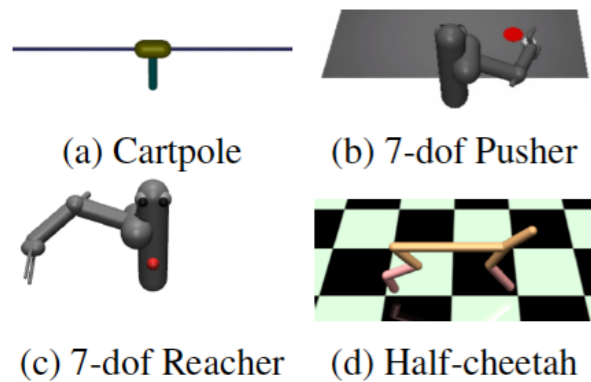 (a) Cartpole
(b) 7-dof Pusher
(c) 7-dof Reacher
(d) Half-cheetah